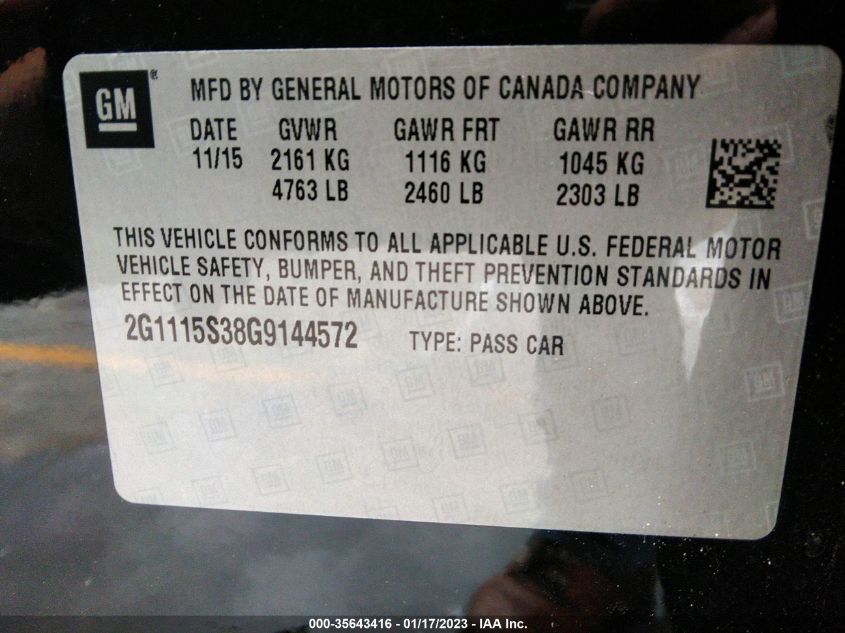 GM ®
MFD BY GENERAL MOTORS OF CANADA COMPANY
DATE GVWR GAWR FRT GAWR RR
11/15 2161 KG 1116 KG 1045 KG
4763 LB 2460 LB 2303 LB
THIS VEHICLE CONFORMS TO ALL APPLICABLE U.S. FEDERAL MOTOR
VEHICLE SAFETY, BUMPER, AND THEFT PREVENTION STANDARDS IN
EFFECT ON THE DATE OF MANUFACTURE SHOWN ABOVE.
2G1115S38G9144572 TYPE: PASS CAR
000-35643416 - 01/17/2023 - IAA Inc.